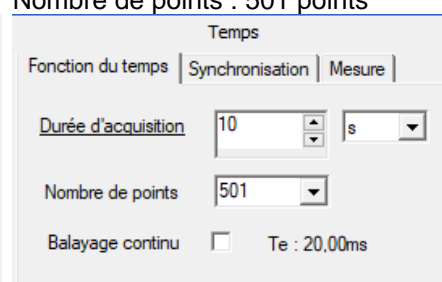 Nombre de points : 501 points
Temps
Fonction du temps Synchronisation Mesure
Durée d'acquisition 10 s
Nombre de points 501
Balayage continu Te : 20,00ms